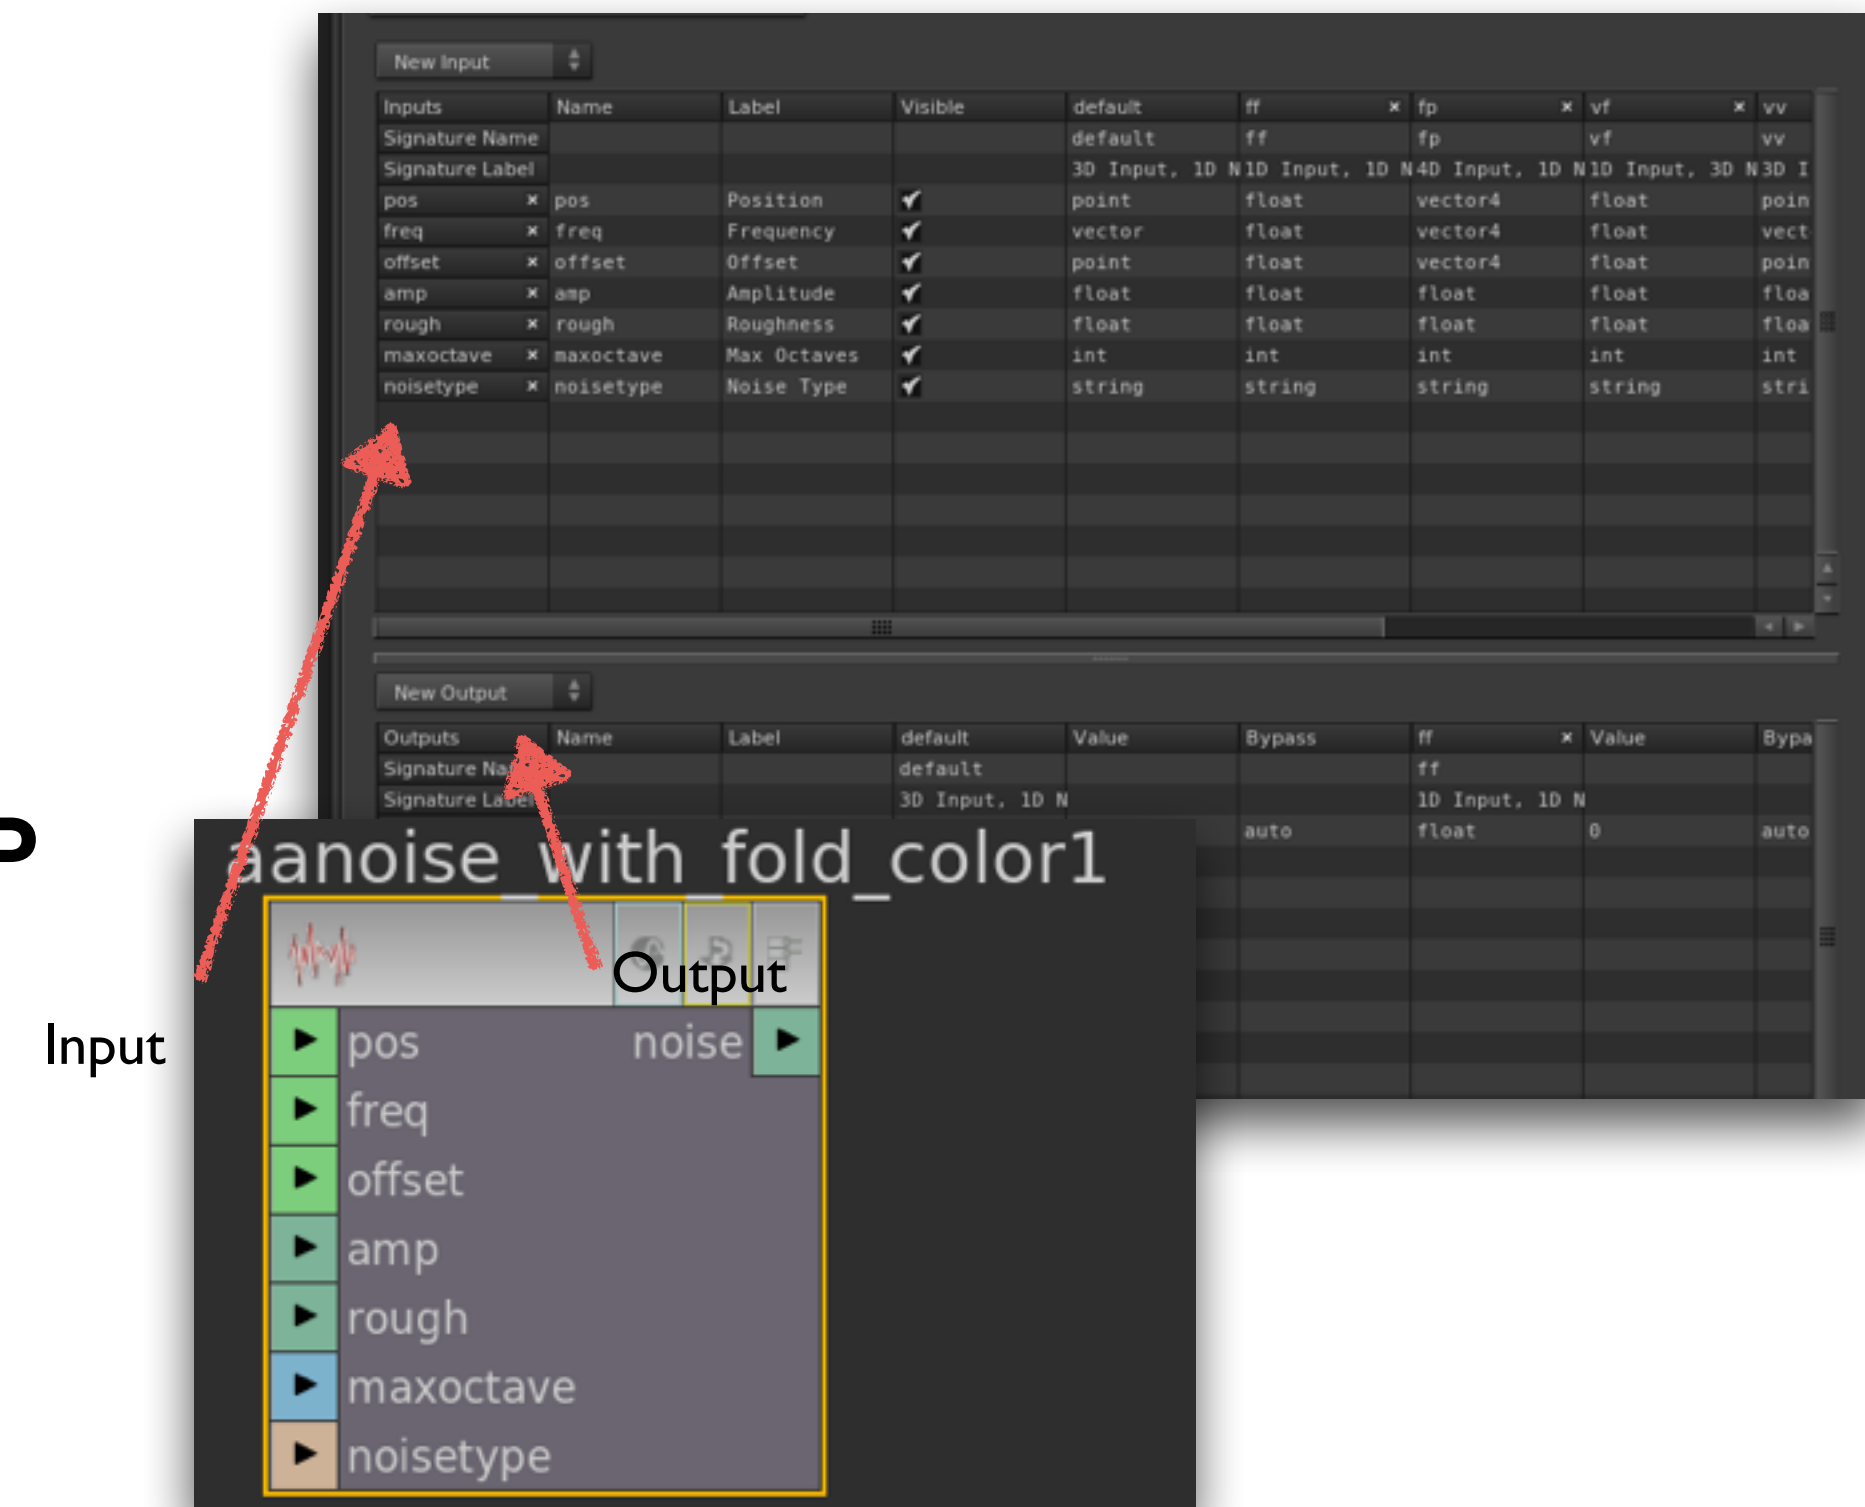 New Input
Inputs Name Label Visible default ff × fp × vf × vv
Signature Name default ff fp vf vv
Signature Label 3D Input, 1D N 1D Input, 1D N 4D Input, 1D N 1D Input, 3D N 3D I
pos × pos Position ✔ point float vector4 float poin
freq × freq Frequency ✔ vector float vector4 float vect
offset × offset Offset ✔ point float vector4 float poin
amp × amp Amplitude ✔ float float float float floa
rough × rough Roughness ✔ float float float float floa
maxoctave × maxoctave Max Octaves ✔ int int int int int
noisetype × noisetype Noise Type ✔ string string string string stri
New Output
Outputs Name Label default Value Bypass ff × Value Bypa
Signature Na default ff
Signature Label 3D Input, 1D N 1D Input, 1D N
auto float 0 auto
P
aanoise_with_fold_color1
Output
Input
pos noise
freq
offset
amp
rough
maxoctave
noisetype